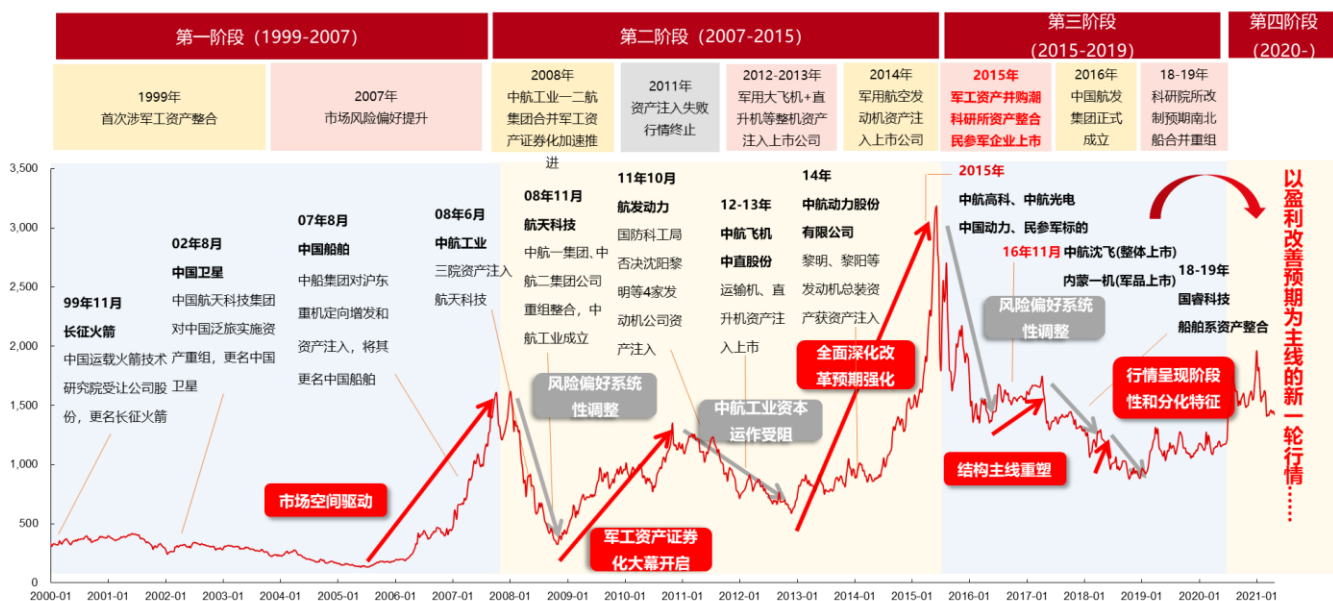 第一阶段（1999-2007）
第二阶段（2007-2015）
第三阶段
（2015-2019）
第四阶段
（2020-）
1999年
首次涉军工资产整合
2007年
市场风险偏好提升
2008年
中航工业一二航
集团合并军工资
产证券化加速推
进
2011年
资产注入失败
行情终止
2012-2013年
军用大飞机+直
升机等整机资产
注入上市公司
2014年
军用航空发
动机资产注
入上市公司
2015年
军工资产并购潮
科研所资产整合
民参军企业上市
2016年
中国航发
集团正式
成立
18-19年
科研院所改
制预期南北
船合并重组
3,500
3,000
2,500
2,000
1,500
1,000
500
0
99年11月
长征火箭
中国运载火箭技术
研究院受让公司股
份，更名长征火箭
02年8月
中国卫星
中国航天科技集团
对中国泛旅实施资
产重组，更名中国
卫星
07年8月
中国船舶
中船集团对沪东
重机定向增发和
资产注入，将其
更名中国船舶
08年6月
中航工业
三院资产注入
航天科技
08年11月
航天科技
中航一集团、中
航二集团公司
重组整合，中
航工业成立
11年10月
航发动力
国防科工局
否决沈阳黎
明等4家发
动机公司资
产注入
12-13年
中航飞机
中直股份
运输机、直
升机资产注
入上市
14年
中航动力股份
有限公司
黎明、黎阳等
发动机总装资
产获资产注入
2015年
中航高科、中航光电
中国动力、民参军标的
16年11月
中航沈飞(整体上市)
内蒙一机(军品上市)
18-19年
国睿科技
船舶系资产整合
市场空间驱动
风险偏好系统
性调整
军工资产证券
化大幕开启
中航工业资本
运作受阻
全面深化改
革预期强化
风险偏好系统
性调整
结构主线重塑
行情呈现阶段
性和分化特征
以盈利改善预期为主线的新一轮行情……
2000-01
2001-01
2002-01
2003-01
2004-01
2005-01
2006-01
2007-01
2008-01
2009-01
2010-01
2011-01
2012-01
2013-01
2014-01
2015-01
2016-01
2017-01
2018-01
2019-01
2020-01
2021-01